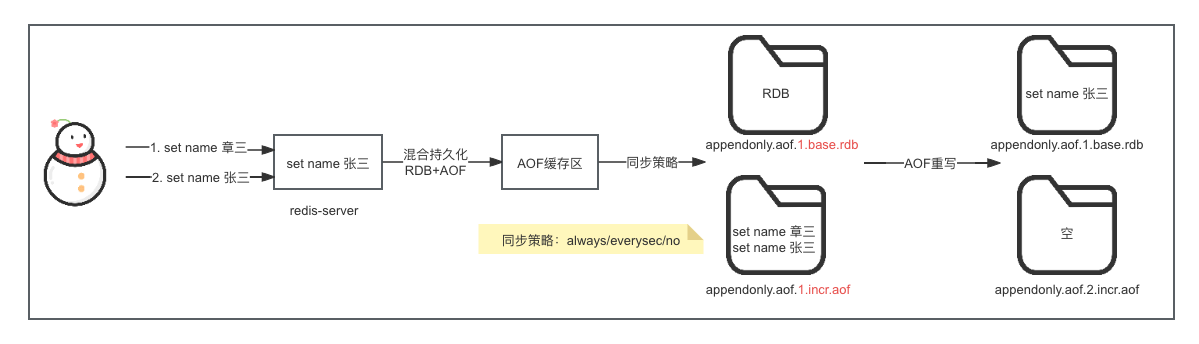 1. set name 章三
2. set name 张三
set name 张三
redis-server
混合持久化
RDB+AOF
AOF缓存区
同步策略
同步策略：always/everysec/no
RDB
appendonly.aof.1.base.rdb
set name 章三
set name 张三
appendonly.aof.1.incr.aof
AOF重写
set name 张三
appendonly.aof.1.base.rdb
空
appendonly.aof.2.incr.aof